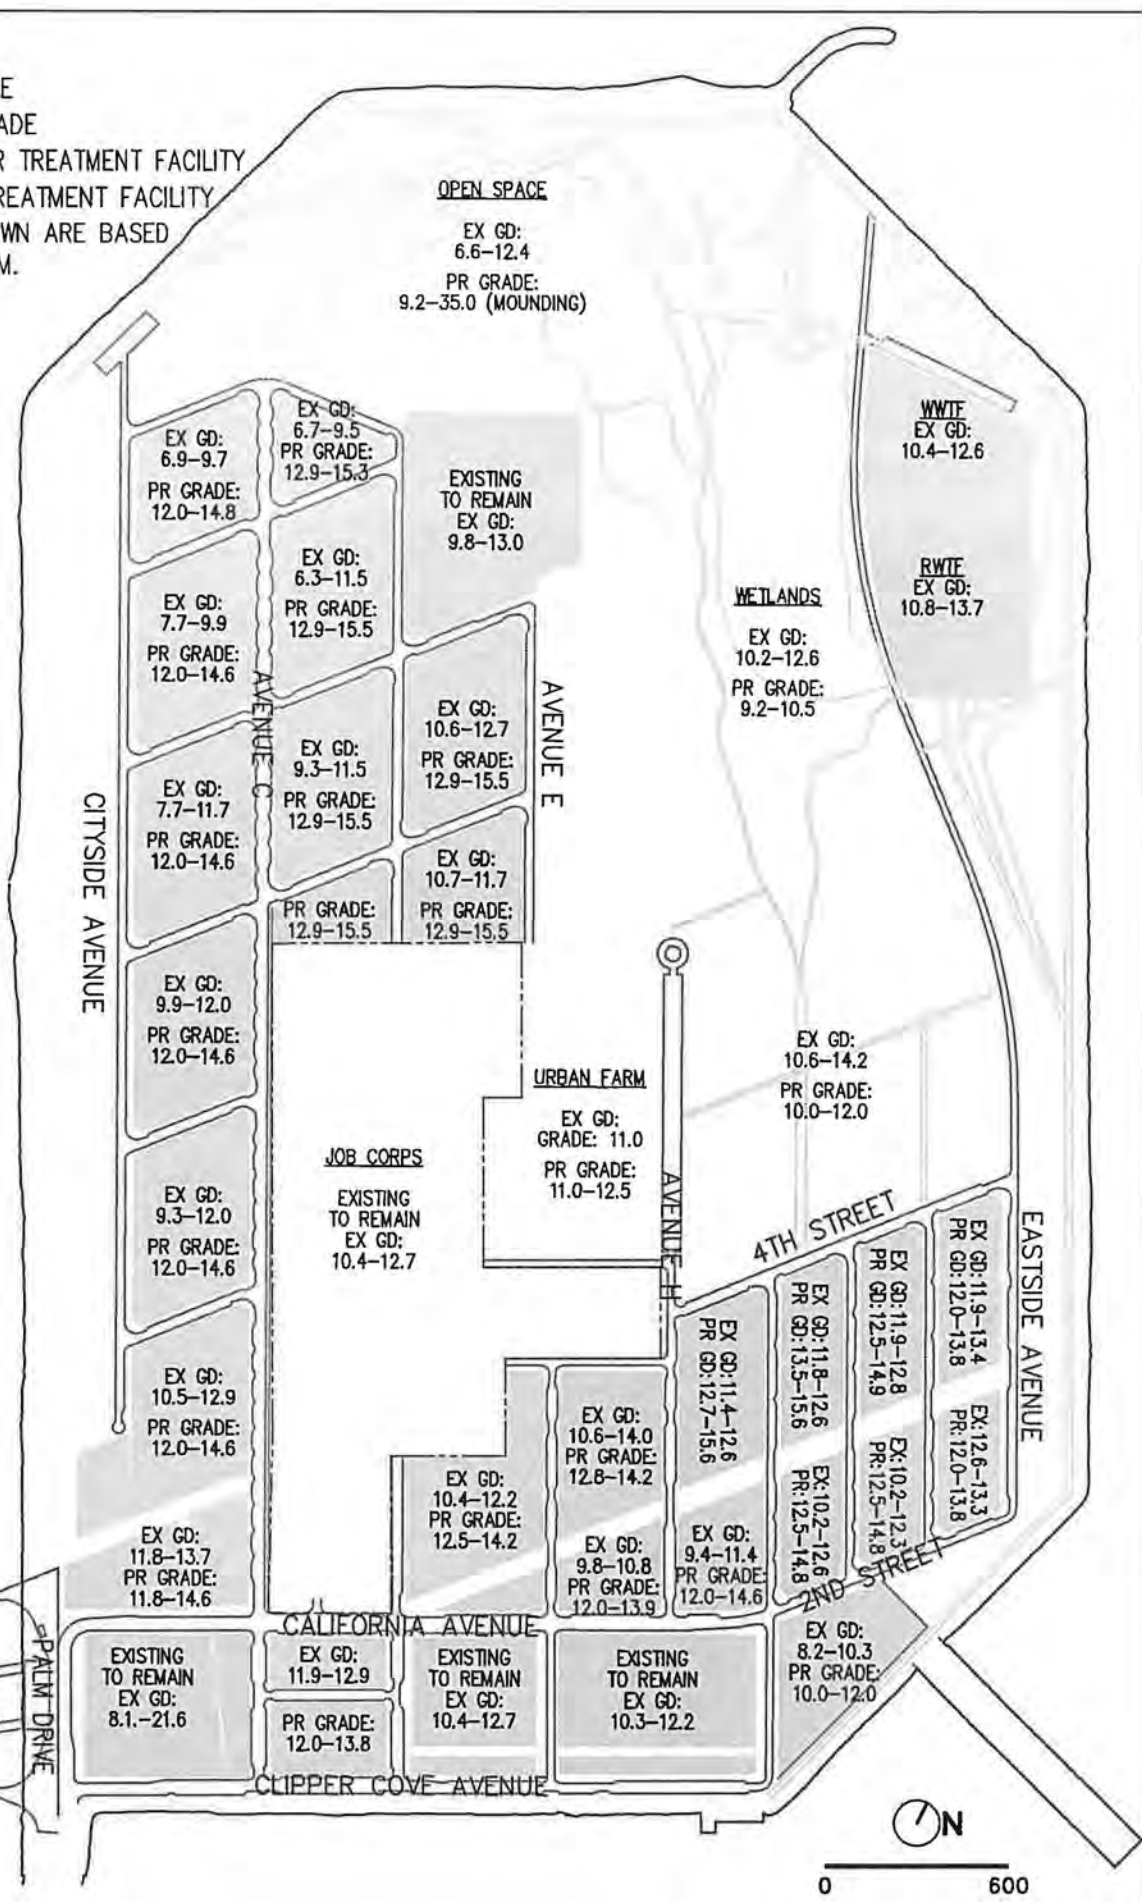 E
ADE
R TREATMENT FACILITY
REATMENT FACILITY
WN ARE BASED
M.
OPEN SPACE
EX GD:
6.6–12.4
PR GRADE:
9.2–35.0 (MOUNDING)
EX GD:
6.9–9.7
PR GRADE:
12.0–14.8
EX GD:
6.7–9.5
PR GRADE:
12.9–15.3
EXISTING
TO REMAIN
EX GD:
9.8–13.0
WWTF
EX GD:
10.4–12.6
RWTF
EX GD:
10.8–13.7
EX GD:
6.3–11.5
PR GRADE:
12.9–15.5
EX GD:
7.7–9.9
PR GRADE:
12.0–14.6
WETLANDS
EX GD:
10.2–12.6
PR GRADE:
9.2–10.5
AVENUE C
AVENUE E
EX GD:
10.6–12.7
PR GRADE:
12.9–15.5
EX GD:
9.3–11.5
PR GRADE:
12.9–15.5
EX GD:
7.7–11.7
PR GRADE:
12.0–14.6
CITYSIDE AVENUE
EX GD:
10.7–11.7
PR GRADE:
12.9–15.5
PR GRADE:
12.9–15.5
EX GD:
9.9–12.0
PR GRADE:
12.0–14.6
EX GD:
10.6–14.2
PR GRADE:
10.0–12.0
URBAN FARM
EX GD:
GRADE: 11.0
PR GRADE:
11.0–12.5
JOB CORPS
EXISTING
TO REMAIN
EX GD:
10.4–12.7
EX GD:
9.3–12.0
PR GRADE:
12.0–14.6
AVENUE H
4TH STREET
EASTSIDE AVENUE
EX GD:11.4–12.6
PR GD:12.7–15.6
EX GD:11.8–12.6
PR GD:13.5–15.6
EX GD:11.9–12.8
PR GD:12.5–14.9
EX GD:11.9–13.4
PR GD:12.0–13.8
EX GD:
10.5–12.9
PR GRADE:
12.0–14.6
EX GD:
10.6–14.0
PR GRADE:
12.8–14.2
EX GD:
10.4–12.2
PR GRADE:
12.5–14.2
EX:10.2–12.6
PR:12.5–14.8
EX:10.2–12.3
PR:12.5–14.8
EX:12.6–13.3
PR:12.0–13.8
EX GD:
11.8–13.7
PR GRADE:
11.8–14.6
EX GD:
9.8–10.8
PR GRADE:
12.0–13.9
EX GD:
9.4–11.4
PR GRADE:
12.0–14.6
2ND STREET
CALIFORNIA AVENUE
EX GD:
8.2–10.3
PR GRADE:
10.0–12.0
PALM DRIVE
EXISTING
TO REMAIN
EX GD:
8.1.–21.6
EX GD:
11.9–12.9
PR GRADE:
12.0–13.8
EXISTING
TO REMAIN
EX GD:
10.4–12.7
EXISTING
TO REMAIN
EX GD:
10.3–12.2
CLIPPER COVE AVENUE
N
0 600